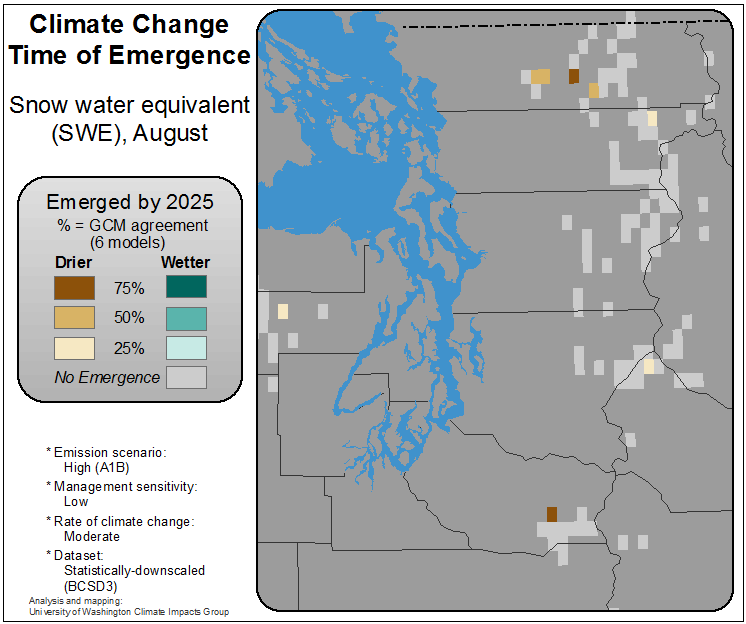 Climate Change
Time of Emergence
Snow water equivalent
(SWE), August
Emerged by 2025
% = GCM agreement
(6 models)
Drier Wetter
75%
50%
25%
No Emergence
* Emission scenario:
High (A1B)
* Management sensitivity:
Low
* Rate of climate change:
Moderate
* Dataset:
Statistically-downscaled
(BCSD3)
Analysis and mapping:
University of Washington Climate Impacts Group